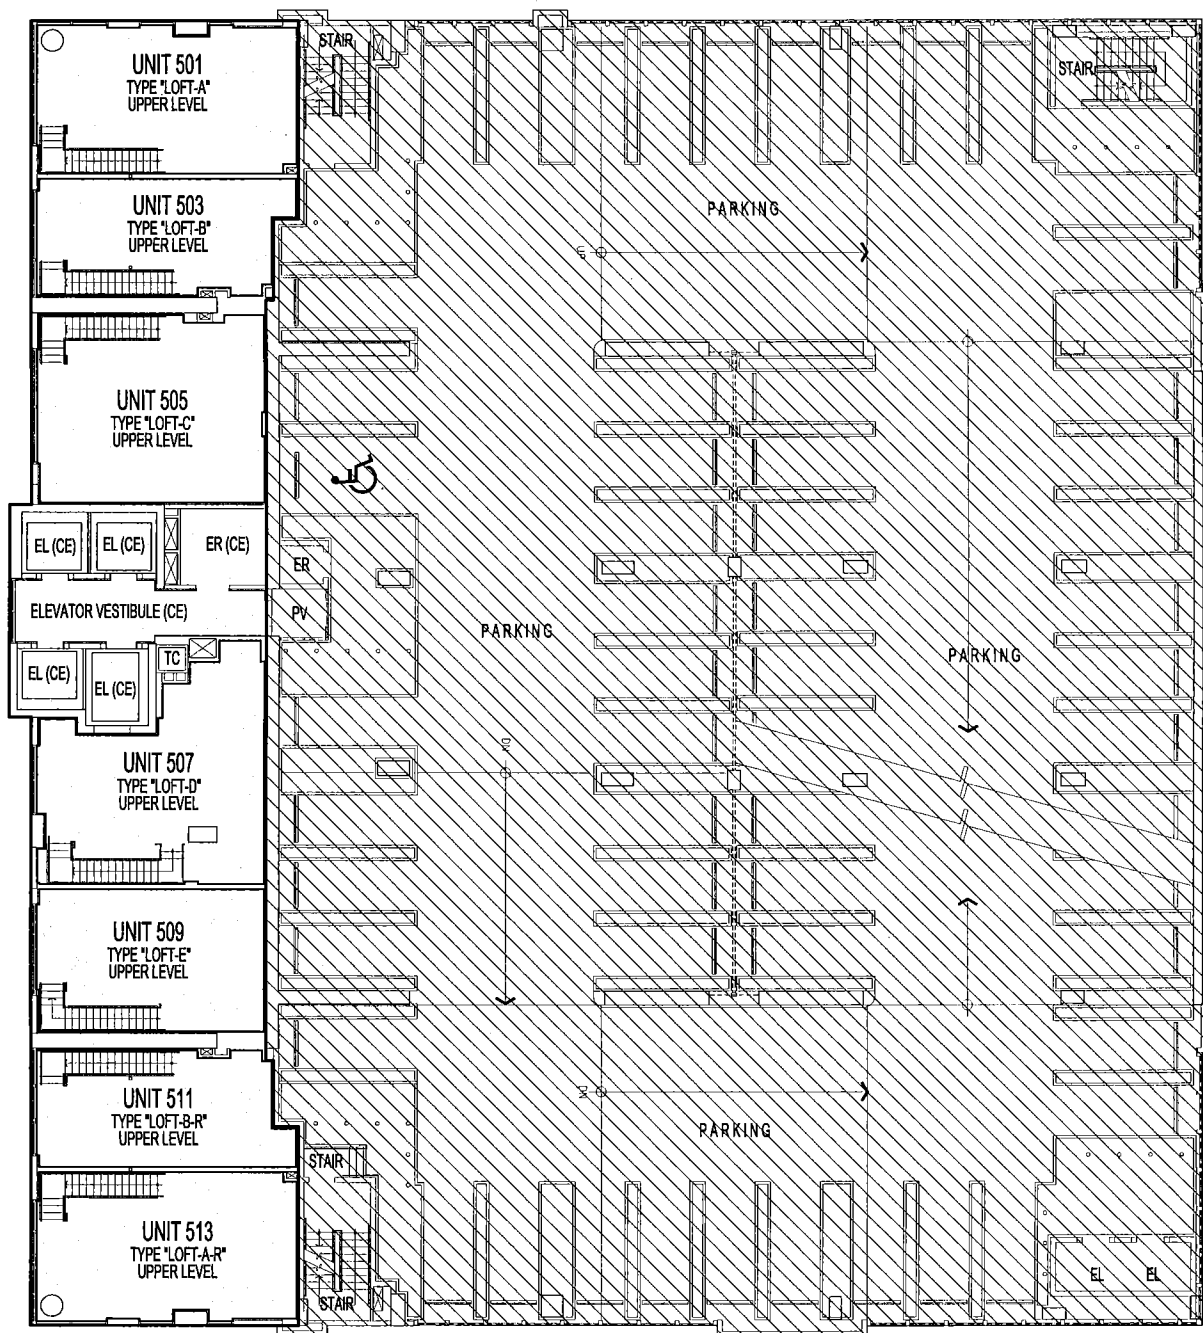 STAIR
UNIT 501
TYPE "LOFT-A"
UPPER LEVEL
STAIR
UNIT 503
TYPE "LOFT-B"
UPPER LEVEL
PARKING
UP
UNIT 505
TYPE "LOFT-C"
UPPER LEVEL
EL (CE)
EL (CE)
ER (CE)
ER
ELEVATOR VESTIBULE (CE)
PV
PARKING
PARKING
TC
EL (CE)
EL (CE)
DN
UNIT 507
TYPE "LOFT-D"
UPPER LEVEL
UNIT 509
TYPE "LOFT-E"
UPPER LEVEL
DN
UNIT 511
TYPE "LOFT-B-R"
UPPER LEVEL
PARKING
STAIR
UNIT 513
TYPE "LOFT-A-R"
UPPER LEVEL
EL
EL
STAIR